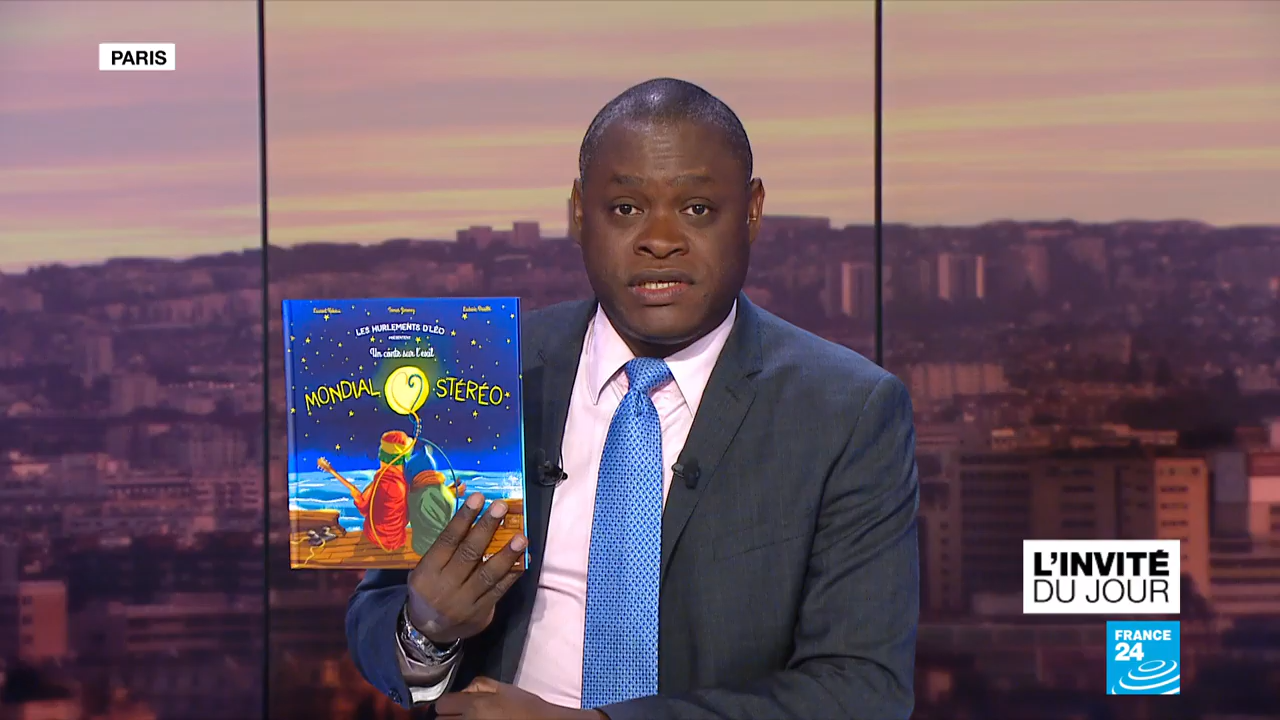 PARIS
LES HURLEMENTS D'LÉO
PRÉSENTENT
Un conte sur l'exil
MONDIAL STÉRÉO
L'INVITÉ
DU JOUR
FRANCE
24